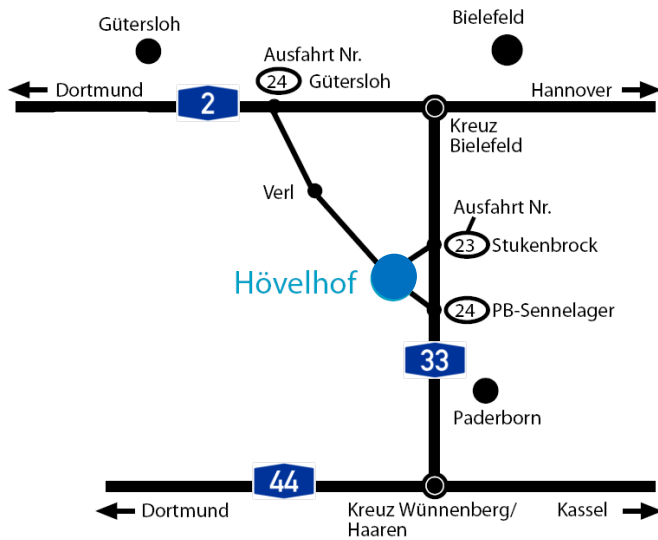 Gütersloh
Bielefeld
Ausfahrt Nr.
24 Gütersloh
Dortmund
Hannover
2
Kreuz
Bielefeld
Verl
Ausfahrt Nr.
23 Stukenbrock
Hövelhof
24 PB-Sennelager
33
Paderborn
44
Dortmund
Kreuz Wünnenberg/
Haaren
Kassel